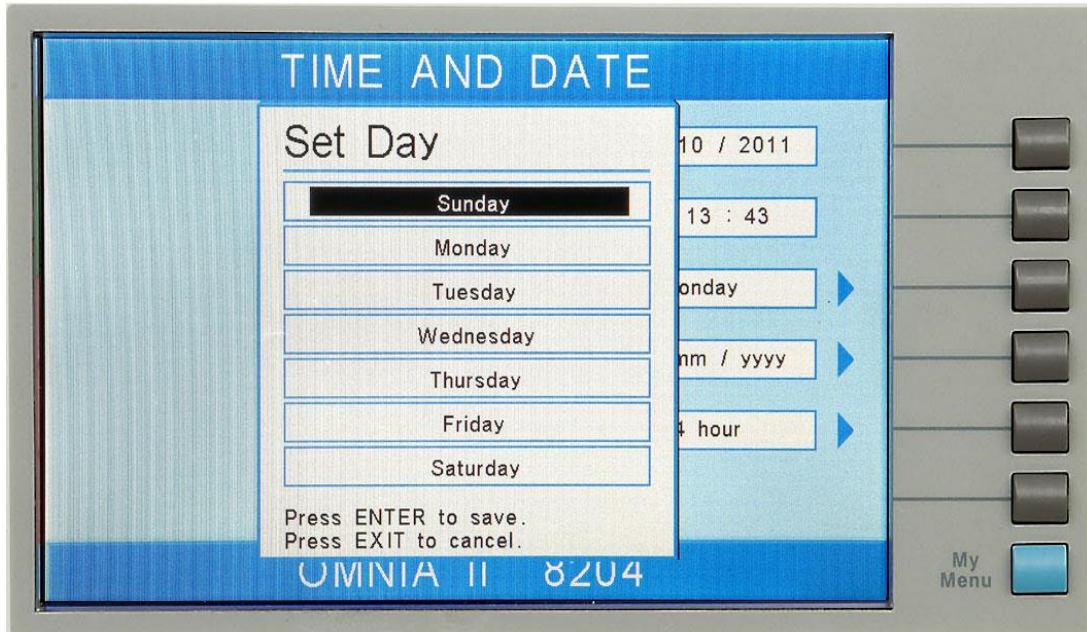 TIME AND DATE
Set Day
Sunday
Monday
Tuesday
Wednesday
Thursday
Friday
Saturday
Press ENTER to save.
Press EXIT to cancel.
10 / 2011
13 : 43
onday
mm / yyyy
4 hour
OMNIA II 8204
My
Menu